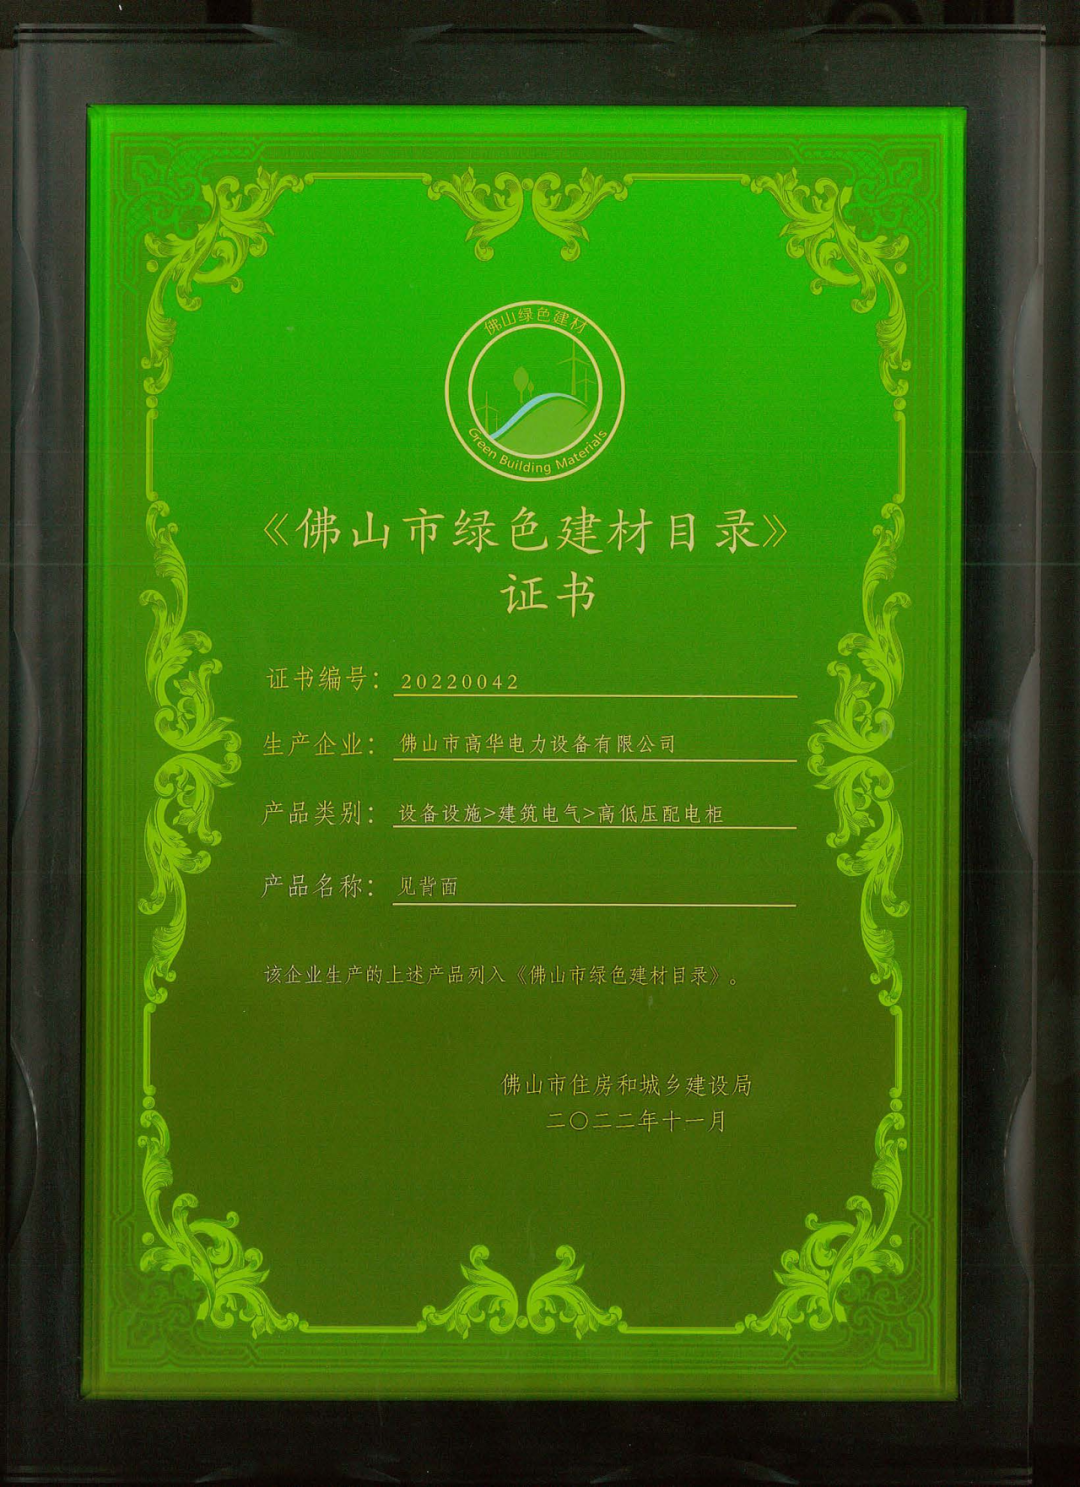 佛山绿色建材
Green Building Materials
《佛山市绿色建材目录》
证书
证书编号：20220042
生产企业：佛山市高华电力设备有限公司
产品类别：设备设施>建筑电气>高低压配电柜
产品名称：见背面
该企业生产的上述产品列入《佛山市绿色建材目录》。
佛山市住房和城乡建设局
二〇二二年十一月